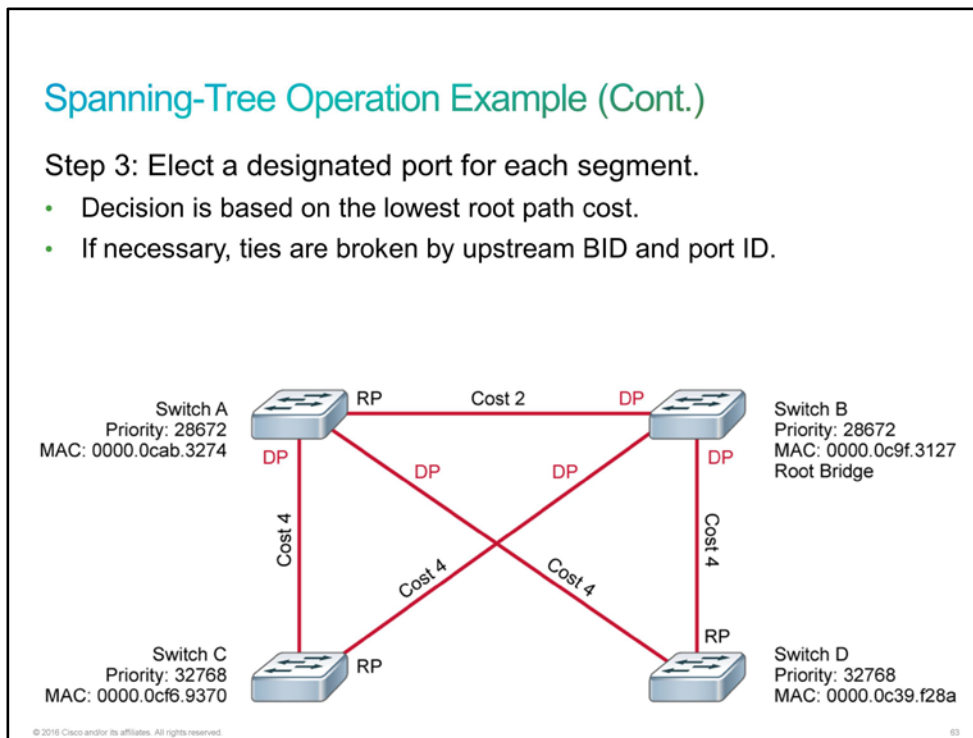 Spanning-Tree Operation Example (Cont.)
Step 3: Elect a designated port for each segment.
• Decision is based on the lowest root path cost.
• If necessary, ties are broken by upstream BID and port ID.
Switch A
Priority: 28672
MAC: 0000.0cab.3274
RP
Cost 2
DP
Switch B
Priority: 28672
MAC: 0000.0c9f.3127
Root Bridge
DP
DP
DP
DP
Cost 4
Cost 4
Cost 4
Cost 4
Switch C
Priority: 32768
MAC: 0000.0cf6.9370
RP
RP
Switch D
Priority: 32768
MAC: 0000.0c39.f28a
© 2016 Cisco and/or its affiliates. All rights reserved.
63